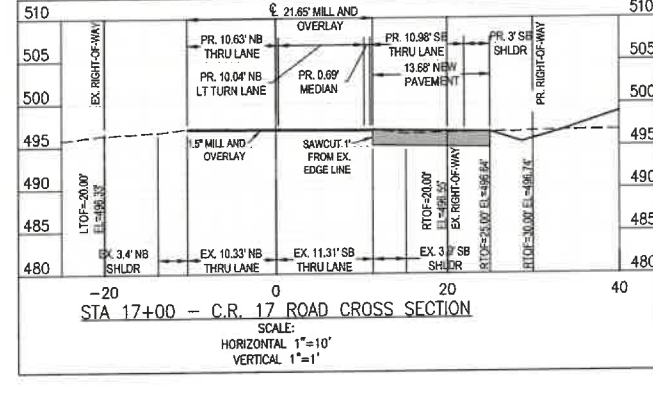 ℄ 21.65' MILL AND
OVERLAY
510
505
500
495
490
485
480
510
505
500
495
490
485
480
EX. RIGHT-OF-WAY
PR. 10.63' NB
THRU LANE
PR. 10.04' NB
LT TURN LANE
PR. 0.69'
MEDIAN
PR. 10.98' SB
THRU LANE
13.68' NEW
PAVEMENT
PR. 3' SB
SHLDR
PR. RIGHT-OF-WAY
1.5" MILL AND
OVERLAY
SAWCUT 1'
FROM EX.
EDGE LINE
LTOF=-20.00'
EL=496.33'
RTOF=20.00'
EL=496.55'
EX. RIGHT-OF-WAY
RTOF=25.00' EL=496.64'
RTOF=30.00' EL=496.74'
EX. 3.4' NB
SHLDR
EX. 10.33' NB
THRU LANE
EX. 11.31' SB
THRU LANE
EX. SB
SHLDR
-20
0
20
40
STA 17+00 - C.R. 17 ROAD CROSS SECTION
SCALE:
HORIZONTAL 1"=10'
VERTICAL 1"=1'